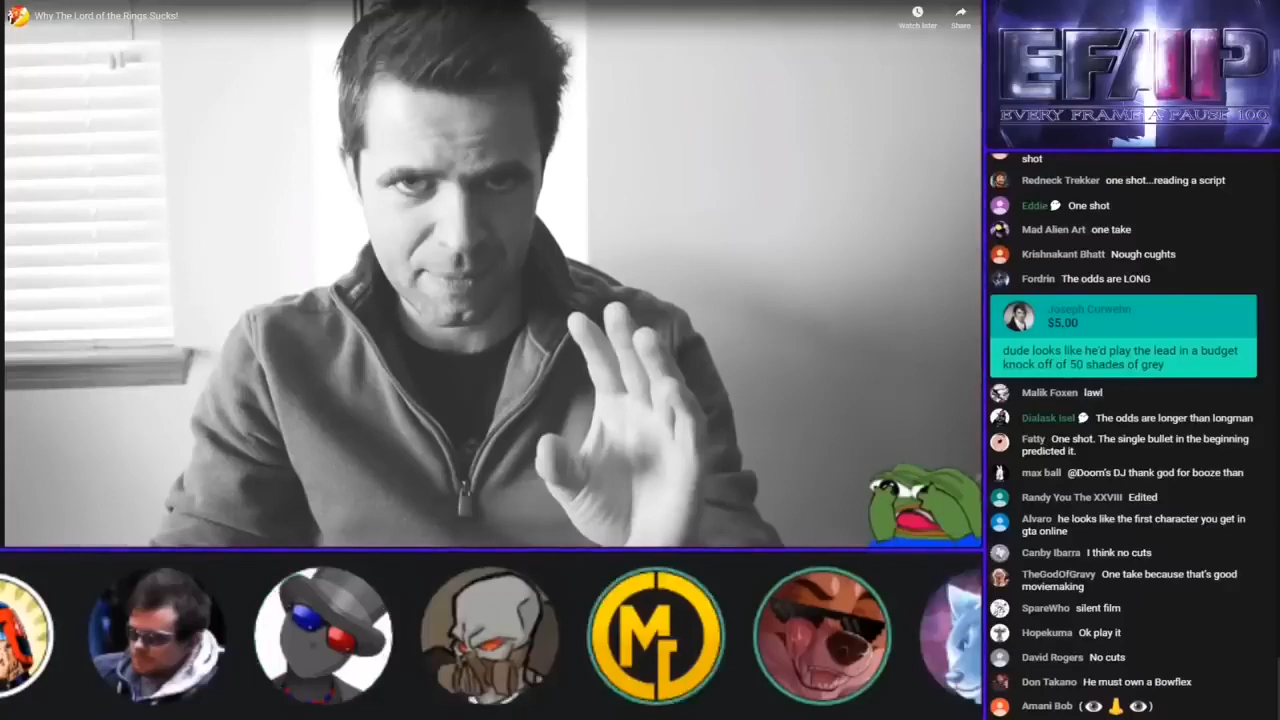 Why The Lord of the Rings Sucks!
Watch later
Share
EFAP
EVERY FRAME A PAUSE 100
shot
Redneck Trekker one shot...reading a script
Eddie One shot
Mad Alien Art one take
Krishnakant Bhatt Nough cughts
Fordrin The odds are LONG
Joseph Curwehn
$5.00
dude looks like he'd play the lead in a budget
knock off of 50 shades of grey
Malik Foxen lawl
Dialask Isel The odds are longer than longman
Fatty One shot. The single bullet in the beginning
predicted it.
max ball @Doom's DJ thank god for booze than
Randy You The XXVIII Edited
Alvaro he looks like the first character you get in
gta online
Canby Ibarra I think no cuts
TheGodOfGravy One take because that's good
moviemaking
SpareWho silent film
Hopekuma Ok play it
David Rogers No cuts
Don Takano He must own a Bowflex
Amani Bob (👁👃👁)